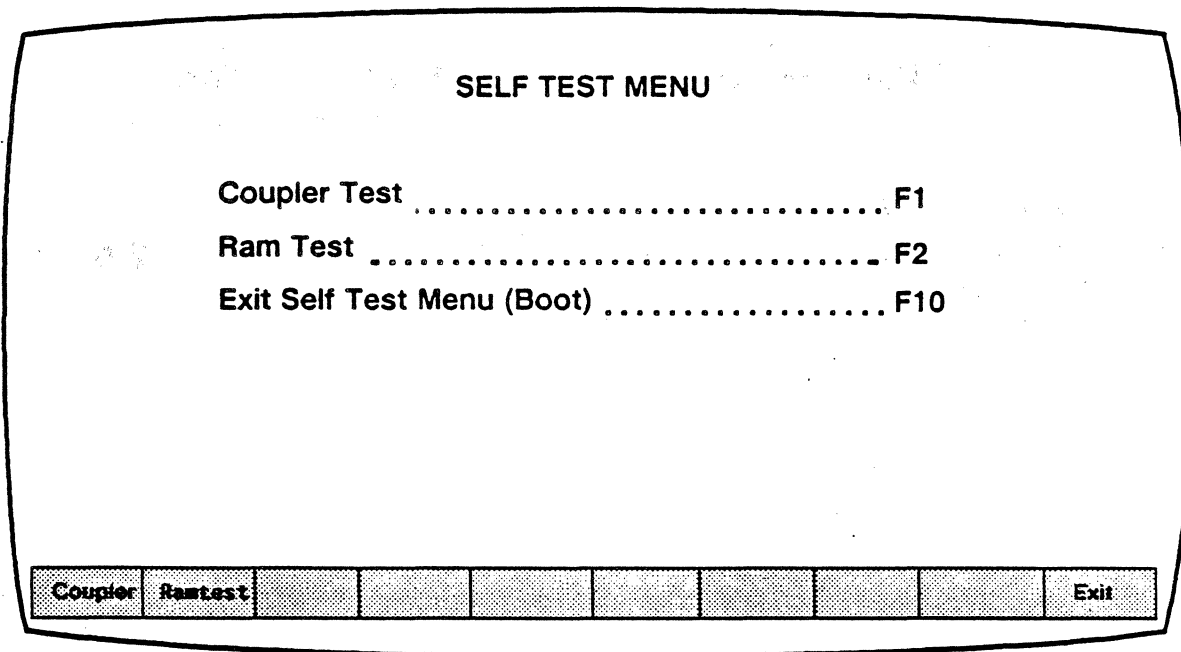 SELF TEST MENU
Coupler Test ............................. F1
Ram Test ................................ F2
Exit Self Test Menu (Boot) .................. F10
Coupler Ramtest Exit